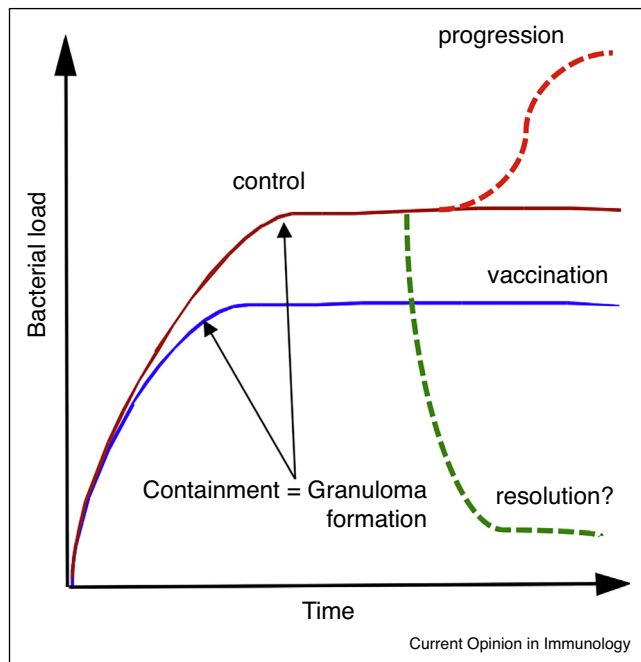 progression
control
Bacterial load
vaccination
Containment = Granuloma
formation
resolution?
Time
Current Opinion in Immunology